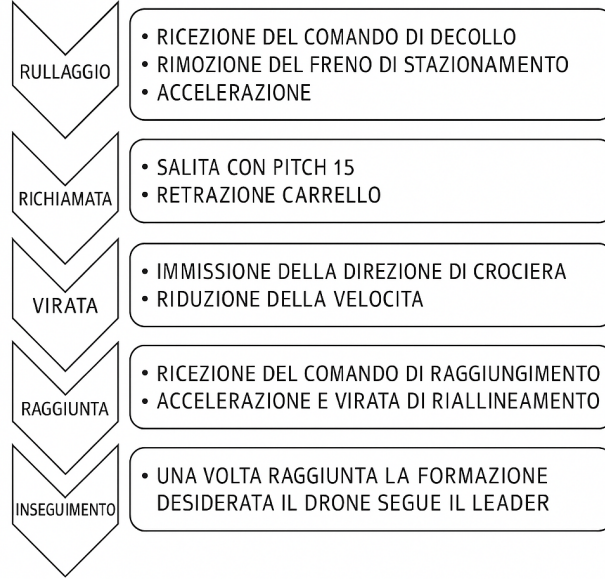 RULLAGGIO
• RICEZIONE DEL COMANDO DI DECOLLO
• RIMOZIONE DEL FRENO DI STAZIONAMENTO
• ACCELERAZIONE
RICHIAMATA
• SALITA CON PITCH 15
• RETRAZIONE CARRELLO
VIRATA
• IMMISSIONE DELLA DIREZIONE DI CROCIERA
• RIDUZIONE DELLA VELOCITA
RAGGIUNTA
• RICEZIONE DEL COMANDO DI RAGGIUNGIMENTO
• ACCELERAZIONE E VIRATA DI RIALLINEAMENTO
INSEGUIMENTO
• UNA VOLTA RAGGIUNTA LA FORMAZIONE
DESIDERATA IL DRONE SEGUE IL LEADER